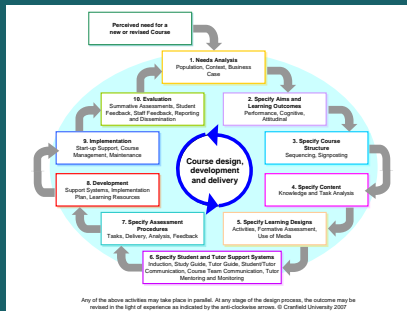 Perceived need for a
new or revised Course
1. Needs Analysis
Population, Context, Business
Case
10. Evaluation
Summative Assessments, Student
Feedback, Staff Feedback, Reporting
and Dissemination
2. Specify Aims and
Learning Outcomes
Performance, Cognitive,
Attitudinal
9. Implementation
Start-up Support, Course
Management, Maintenance
Course design,
development
and delivery
3. Specify Course
Structure
Sequencing, Signposting
8. Development
Support Systems, Implementation
Plan, Learning Resources
4. Specify Content
Knowledge and Task Analysis
7. Specify Assessment
Procedures
Tasks, Delivery, Analysis, Feedback
5. Specify Learning Designs
Activities, Formative Assessment,
Use of Media
6. Specify Student and Tutor Support Systems
Induction, Study Guide, Tutor Guide, Student/Tutor
Communication, Course Team Communication, Tutor
Mentoring and Monitoring
Any of the above activities may take place in parallel. At any stage of the design process, the outcome may be
revised in the light of experience as indicated by the anti-clockwise arrows. © Cranfield University 2007